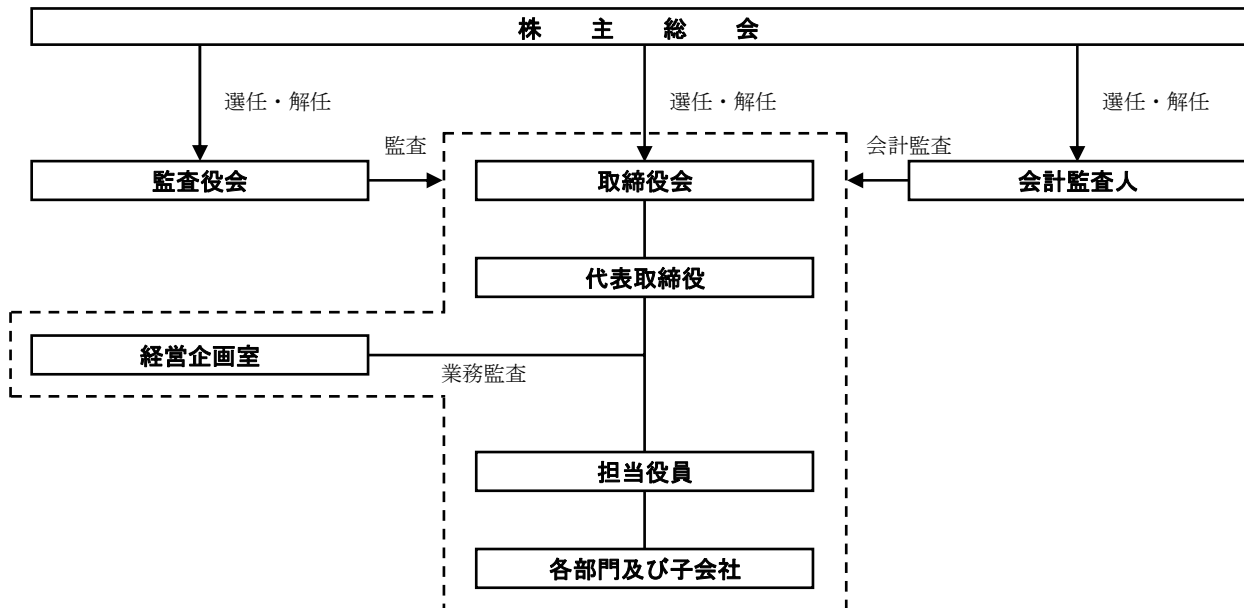 株主総会
選任・解任
選任・解任
選任・解任
監査
会計監査
監査役会
取締役会
会計監査人
代表取締役
経営企画室
業務監査
担当役員
各部門及び子会社